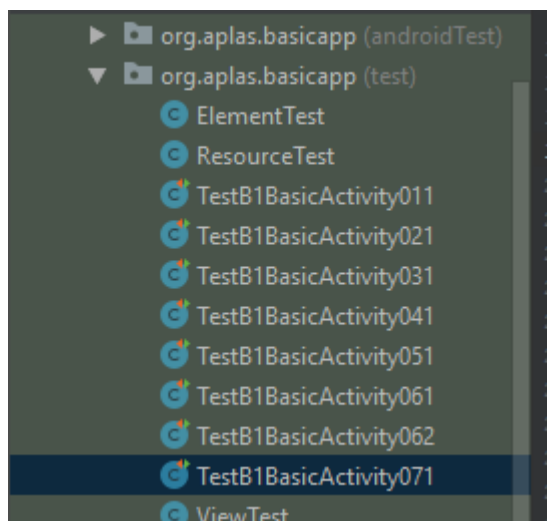 org.aplas.basicapp (androidTest)
org.aplas.basicapp (test)
C ElementTest
C ResourceTest
C TestB1BasicActivity011
C TestB1BasicActivity021
C TestB1BasicActivity031
C TestB1BasicActivity041
C TestB1BasicActivity051
C TestB1BasicActivity061
C TestB1BasicActivity062
C TestB1BasicActivity071
C ViewTest